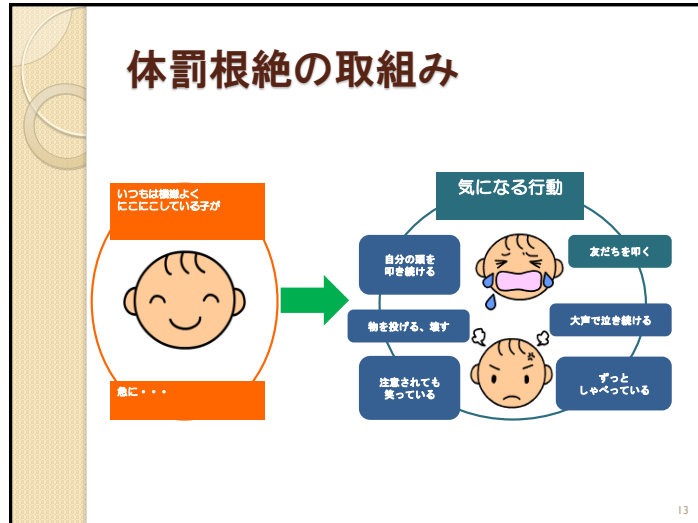 体罰根絶の取組み
いつもは機嫌よく
にこにこしている子が
急に・・・
気になる行動
自分の頭を
叩き続ける
友だちを叩く
物を投げる、壊す
大声で泣き続ける
注意されても
笑っている
ずっと
しゃべっている
13